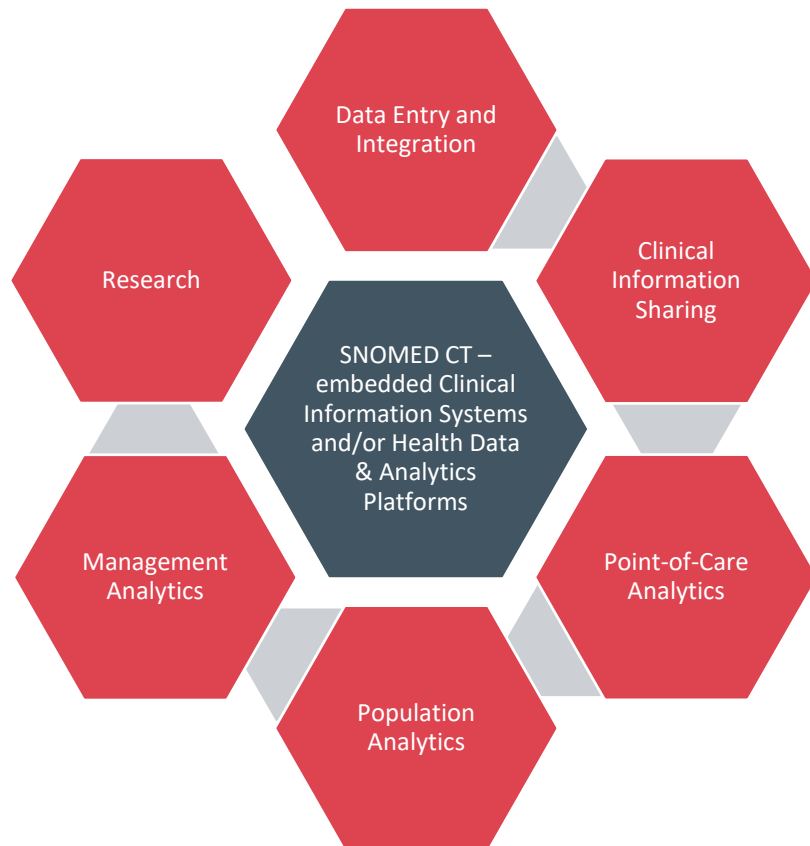 Data Entry and
Integration
Clinical
Information
Sharing
Research
SNOMED CT –
embedded Clinical
Information Systems
and/or Health Data
& Analytics
Platforms
Management
Analytics
Point-of-Care
Analytics
Population
Analytics